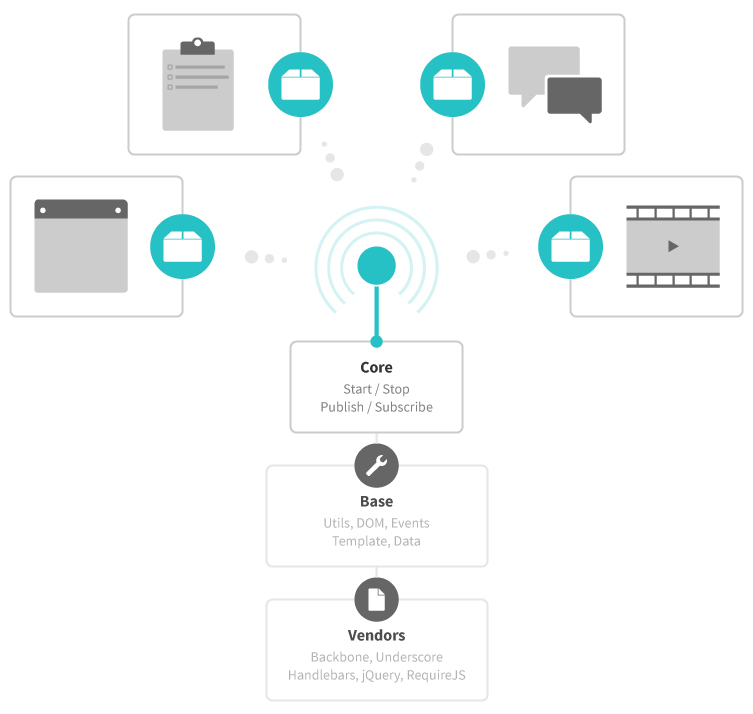 Core
Start / Stop
Publish / Subscribe
Base
Utils, DOM, Events
Template, Data
Vendors
Backbone, Underscore
Handlebars, jQuery, RequireJS